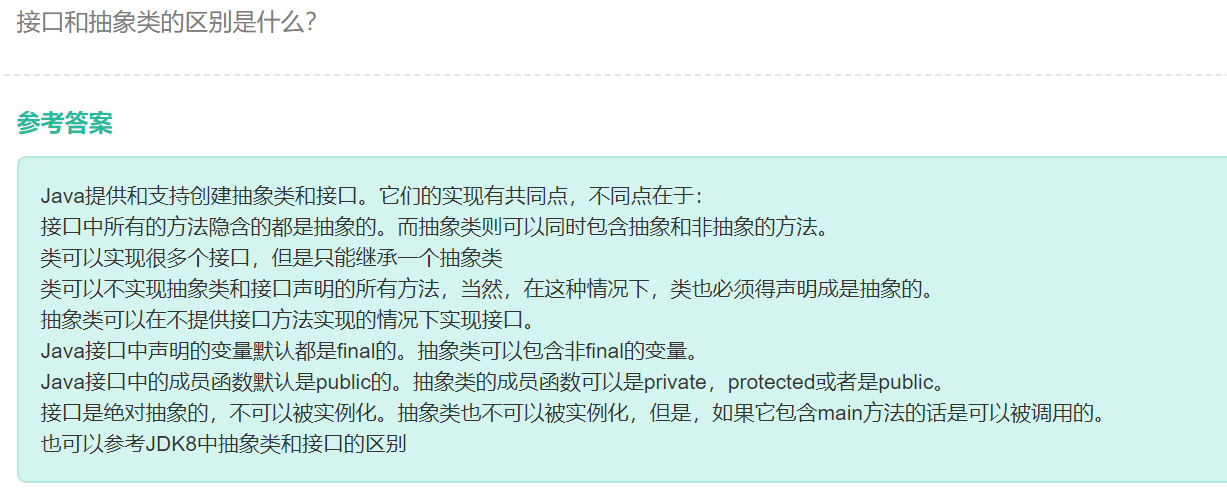 接口和抽象类的区别是什么？
参考答案
Java提供和支持创建抽象类和接口。它们的实现有共同点，不同点在于：
接口中所有的方法隐含的都是抽象的。而抽象类则可以同时包含抽象和非抽象的方法。
类可以实现很多个接口，但是只能继承一个抽象类
类可以不实现抽象类和接口声明的所有方法，当然，在这种情况下，类也必须得声明成是抽象的。
抽象类可以在不提供接口方法实现的情况下实现接口。
Java接口中声明的变量默认都是final的。抽象类可以包含非final的变量。
Java接口中的成员函数默认是public的。抽象类的成员函数可以是private，protected或者是public。
接口是绝对抽象的，不可以被实例化。抽象类也不可以被实例化，但是，如果它包含main方法的话是可以被调用的。
也可以参考JDK8中抽象类和接口的区别